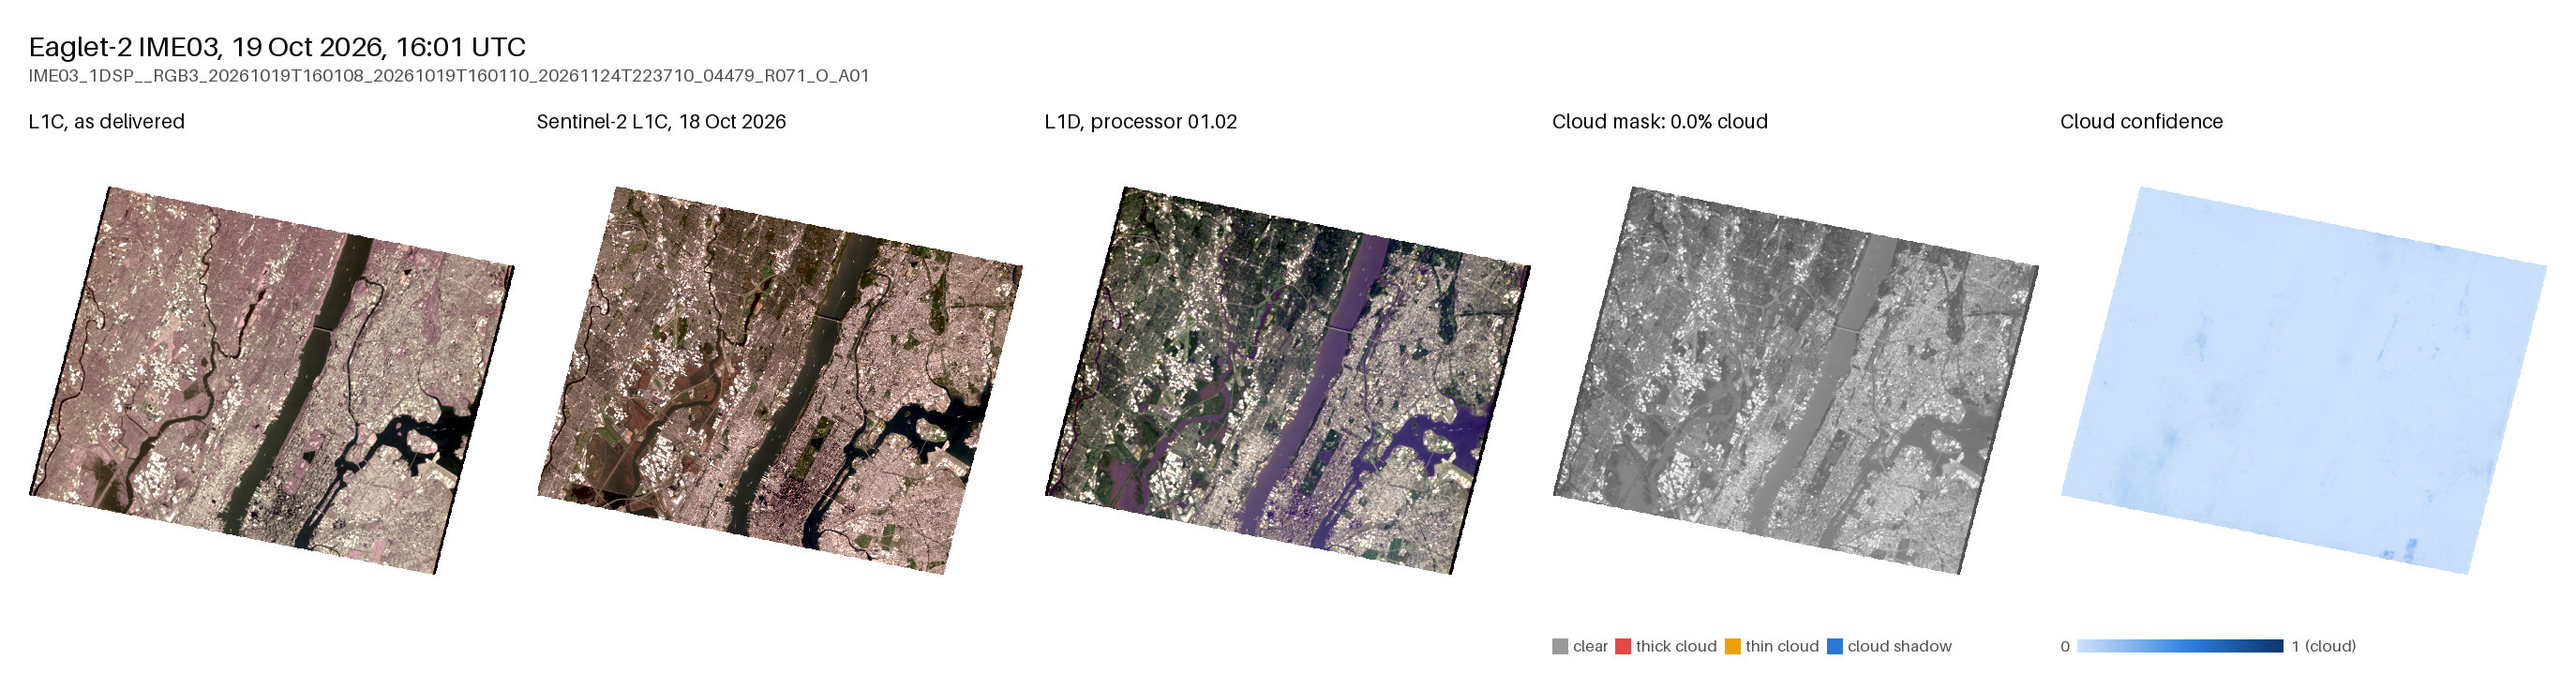 Eaglet-2 IME03, 19 Oct 2026, 16:01 UTC
IME03_1DSP__RGB3_20261019T160108_20261019T160110_20261124T223710_04479_R071_O_A01
L1C, as delivered
Sentinel-2 L1C, 18 Oct 2026
L1D, processor 01.02
Cloud mask: 0.0% cloud
Cloud confidence
clear
thick cloud
thin cloud
cloud shadow
0
1 (cloud)